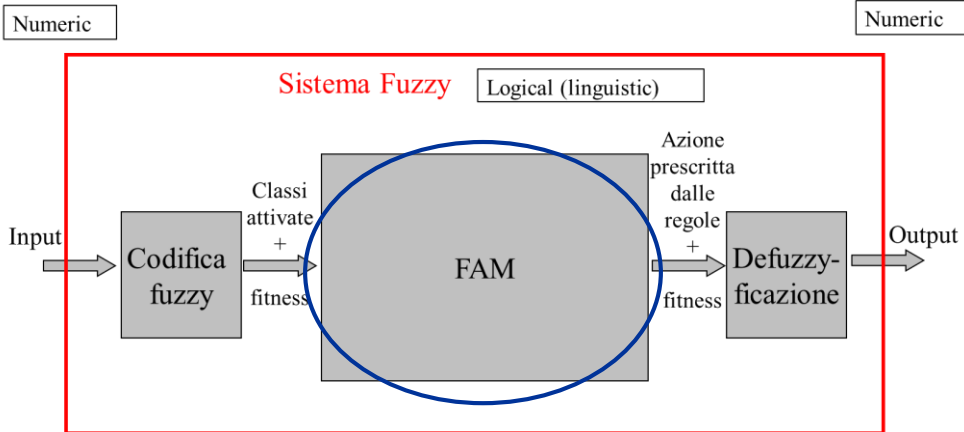 Numeric
Numeric
Sistema Fuzzy
Logical (linguistic)
Input
Codifica
fuzzy
Classi
attivate
+
fitness
FAM
Azione
prescritta
dalle
regole
+
fitness
Defuzzy-
ficazione
Output